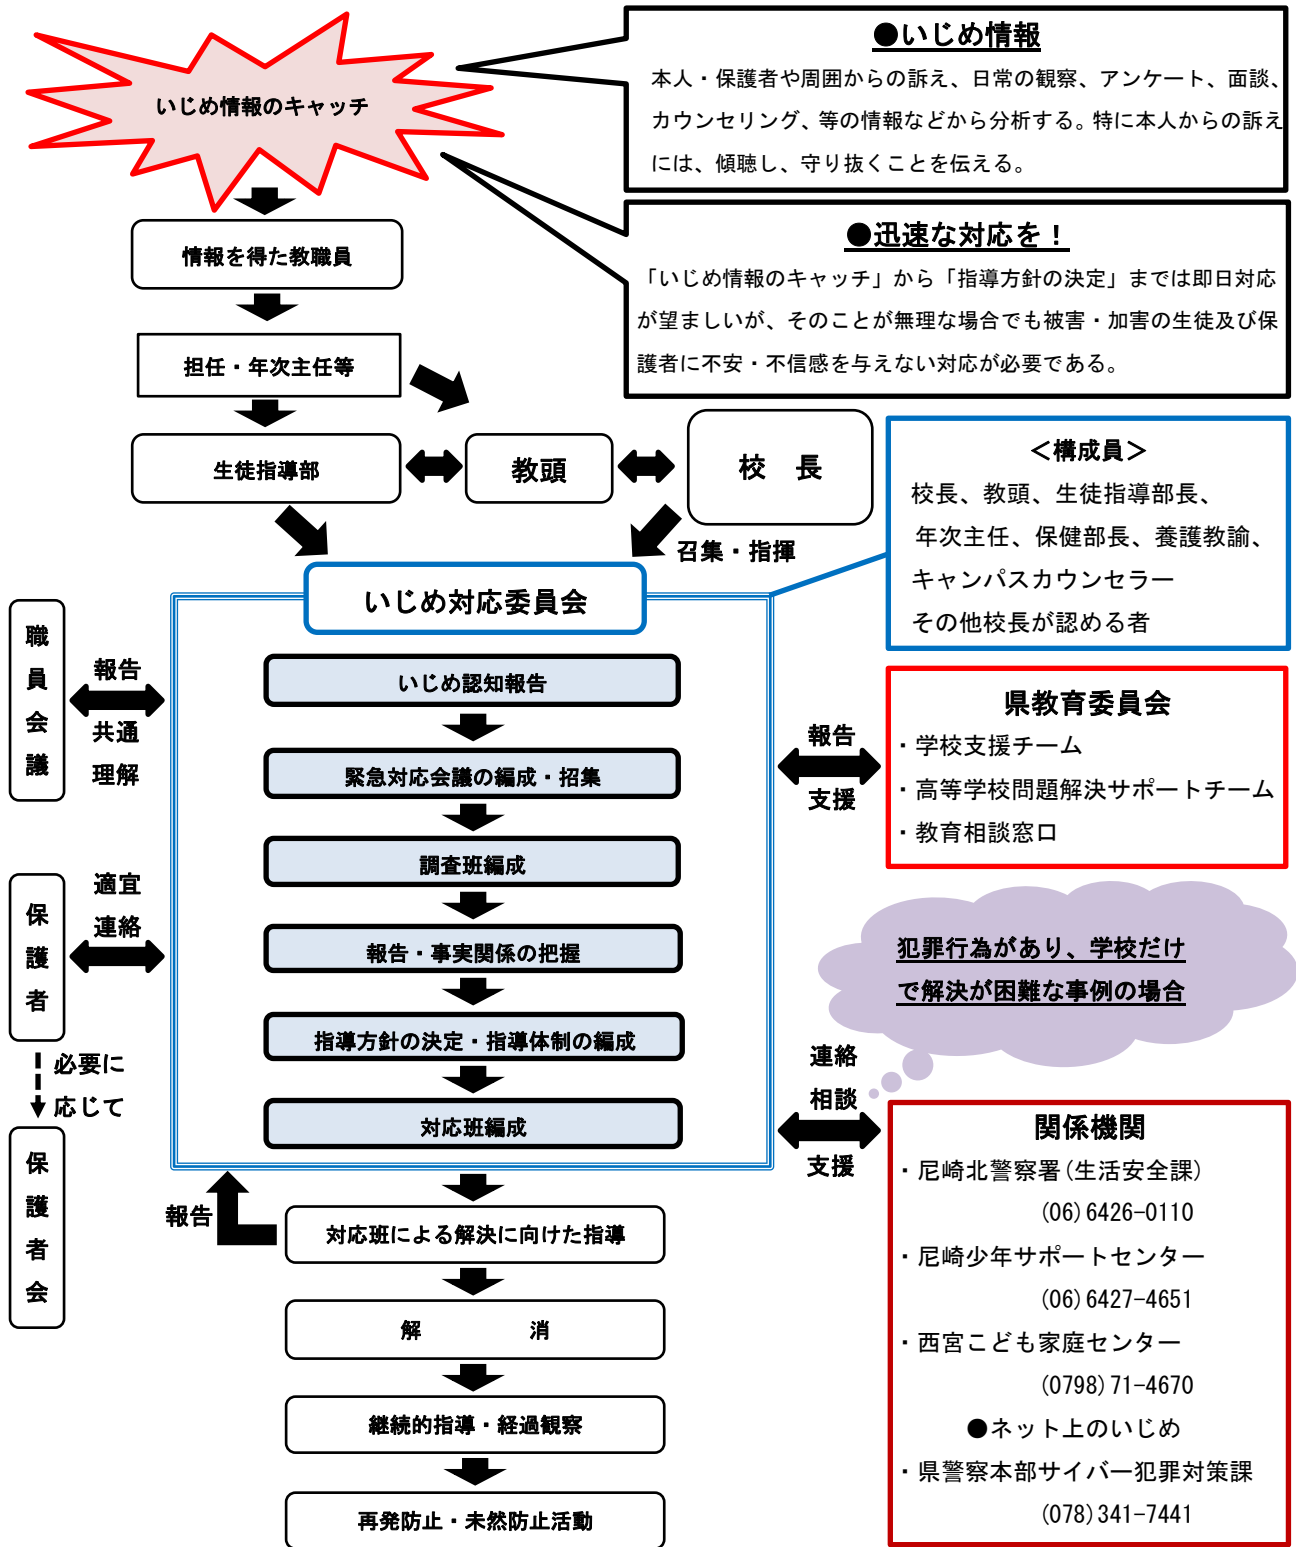 いじめ情報のキャッチ
●いじめ情報
本人・保護者や周囲からの訴え、日常の観察、アンケート、面談、
カウンセリング、等の情報などから分析する。特に本人からの訴え
には、傾聴し、守り抜くことを伝える。
●迅速な対応を！
「いじめ情報のキャッチ」から「指導方針の決定」までは即日対応
が望ましいが、そのことが無理な場合でも被害・加害の生徒及び保
護者に不安・不信感を与えない対応が必要である。
情報を得た教職員
担任・年次主任等
生徒指導部
教頭
校　長
召集・指揮
＜構成員＞
校長、教頭、生徒指導部長、
年次主任、保健部長、養護教諭、
キャンパスカウンセラー
その他校長が認める者
いじめ対応委員会
いじめ認知報告
緊急対応会議の編成・招集
調査班編成
報告・事実関係の把握
指導方針の決定・指導体制の編成
対応班編成
職員会議
報告
共通
理解
保護者
適宜
連絡
必要に
応じて
保護者会
報告
支援
県教育委員会
・学校支援チーム
・高等学校問題解決サポートチーム
・教育相談窓口
犯罪行為があり、学校だけ
で解決が困難な事例の場合
連絡
相談
支援
関係機関
・尼崎北警察署(生活安全課)
(06)6426-0110
・尼崎少年サポートセンター
(06)6427-4651
・西宮こども家庭センター
(0798)71-4670
●ネット上のいじめ
・県警察本部サイバー犯罪対策課
(078)341-7441
報告
対応班による解決に向けた指導
解　消
継続的指導・経過観察
再発防止・未然防止活動